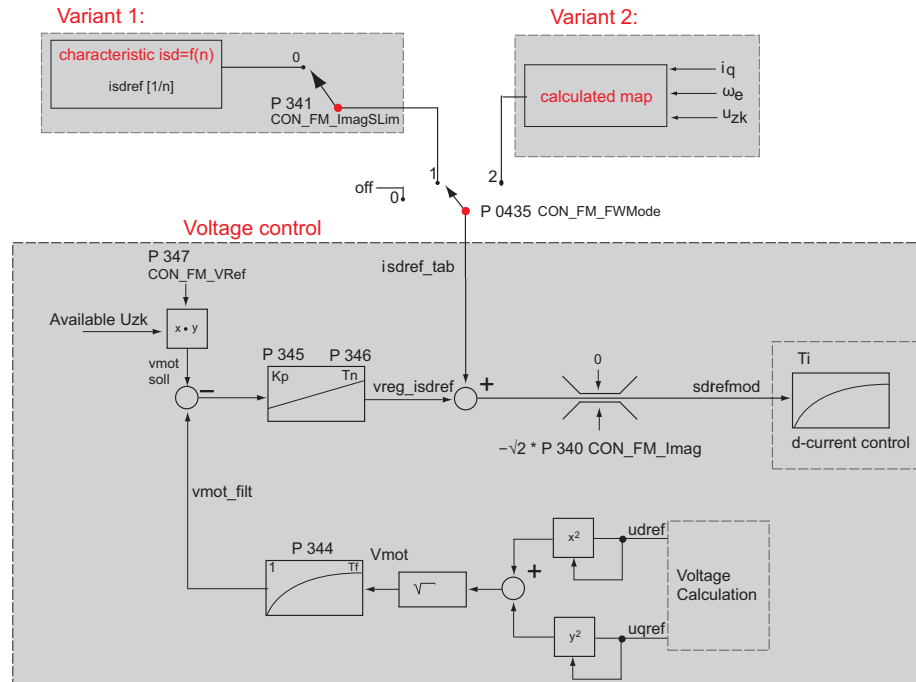 Variant 1:
Variant 2:
characteristic isd=f(n)
isdref [1/n]
0
P 341
CON_FM_ImagSLim
calculated map
iq
ωe
uzk
off
0
1
2
P 0435 CON_FM_FWMode
Voltage control
P 347
CON_FM_VRef
isdref_tab
Available Uzk
x • y
vmot
soll
P 345
P 346
Kp
Tn
vreg_isdref
+
−
0
sdrefmod
Ti
d-current control
−√2 * P 340 CON_FM_Imag
vmot_filt
P 344
1
Tf
Vmot
√
+
x²
udref
Voltage
Calculation
y²
uqref